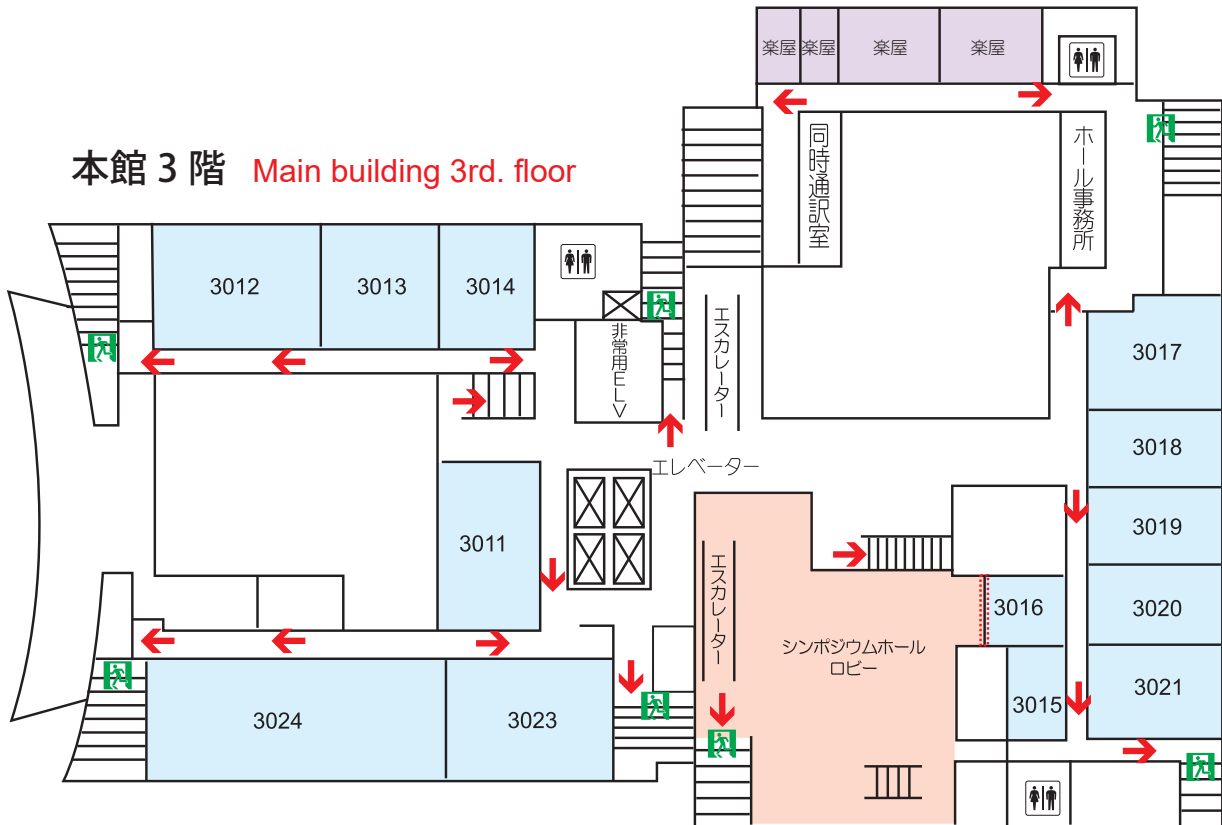 楽屋
楽屋
楽屋
楽屋
同時通訳室
ホール事務所
本館3階 Main building 3rd. floor
3012
3013
3014
非常用ELV
エスカレーター
3017
3018
エレベーター
3011
3019
エスカレーター
3016
3020
シンポジウムホール
ロビー
3015
3021
3024
3023